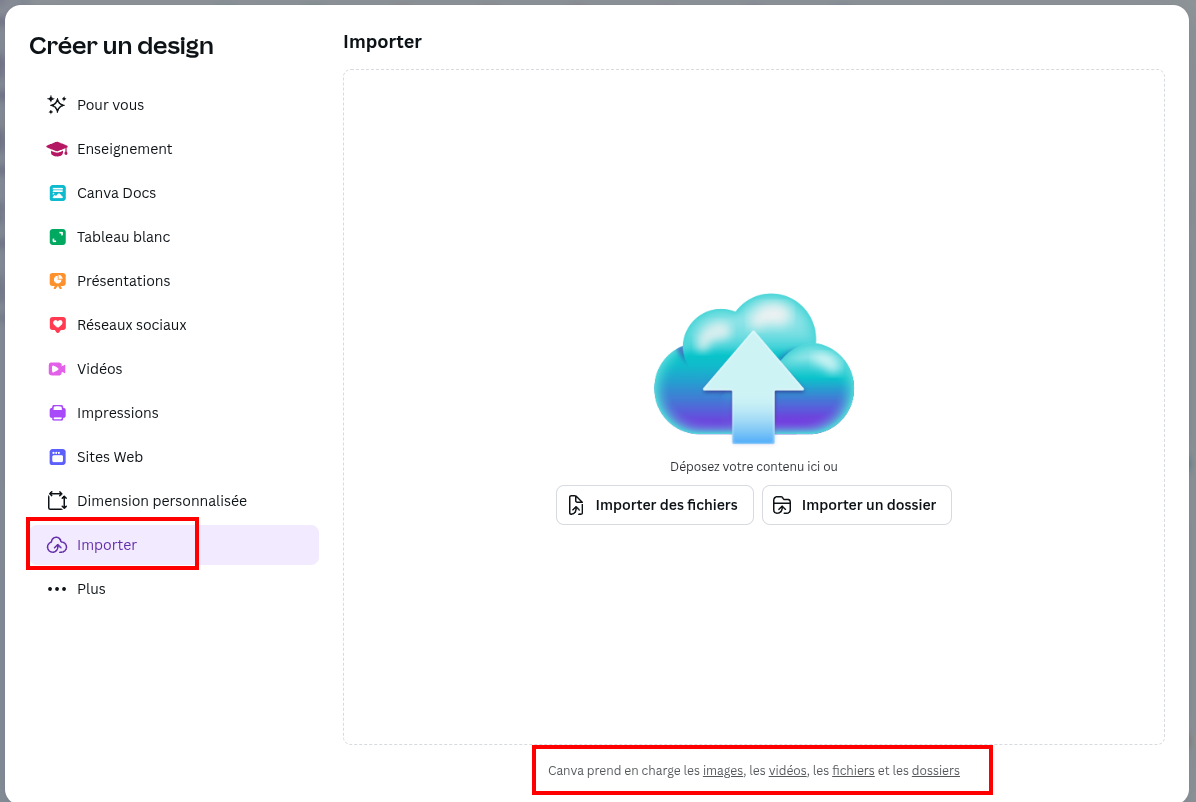 Créer un design
Pour vous
Enseignement
Canva Docs
Tableau blanc
Présentations
Réseaux sociaux
Vidéos
Impressions
Sites Web
Dimension personnalisée
Importer
Plus
Importer
Déposez votre contenu ici ou
Importer des fichiers
Importer un dossier
Canva prend en charge les images, les vidéos, les fichiers et les dossiers